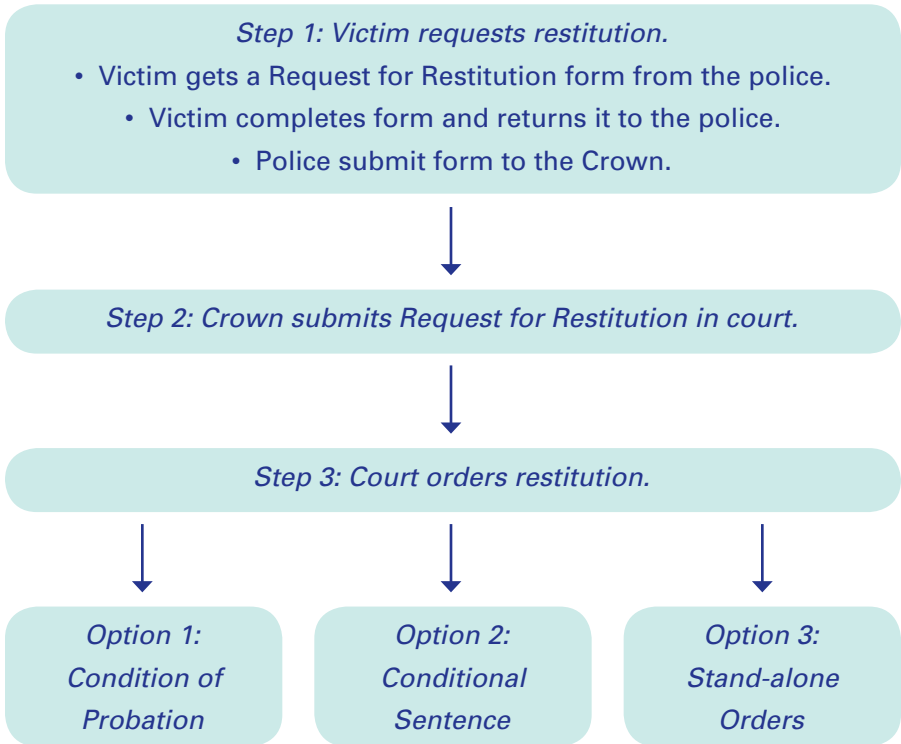 Step 1: Victim requests restitution.
• Victim gets a Request for Restitution form from the police.
• Victim completes form and returns it to the police.
• Police submit form to the Crown.
Step 2: Crown submits Request for Restitution in court.
Step 3: Court orders restitution.
Option 1:
Condition of
Probation
Option 2:
Conditional
Sentence
Option 3:
Stand-alone
Orders